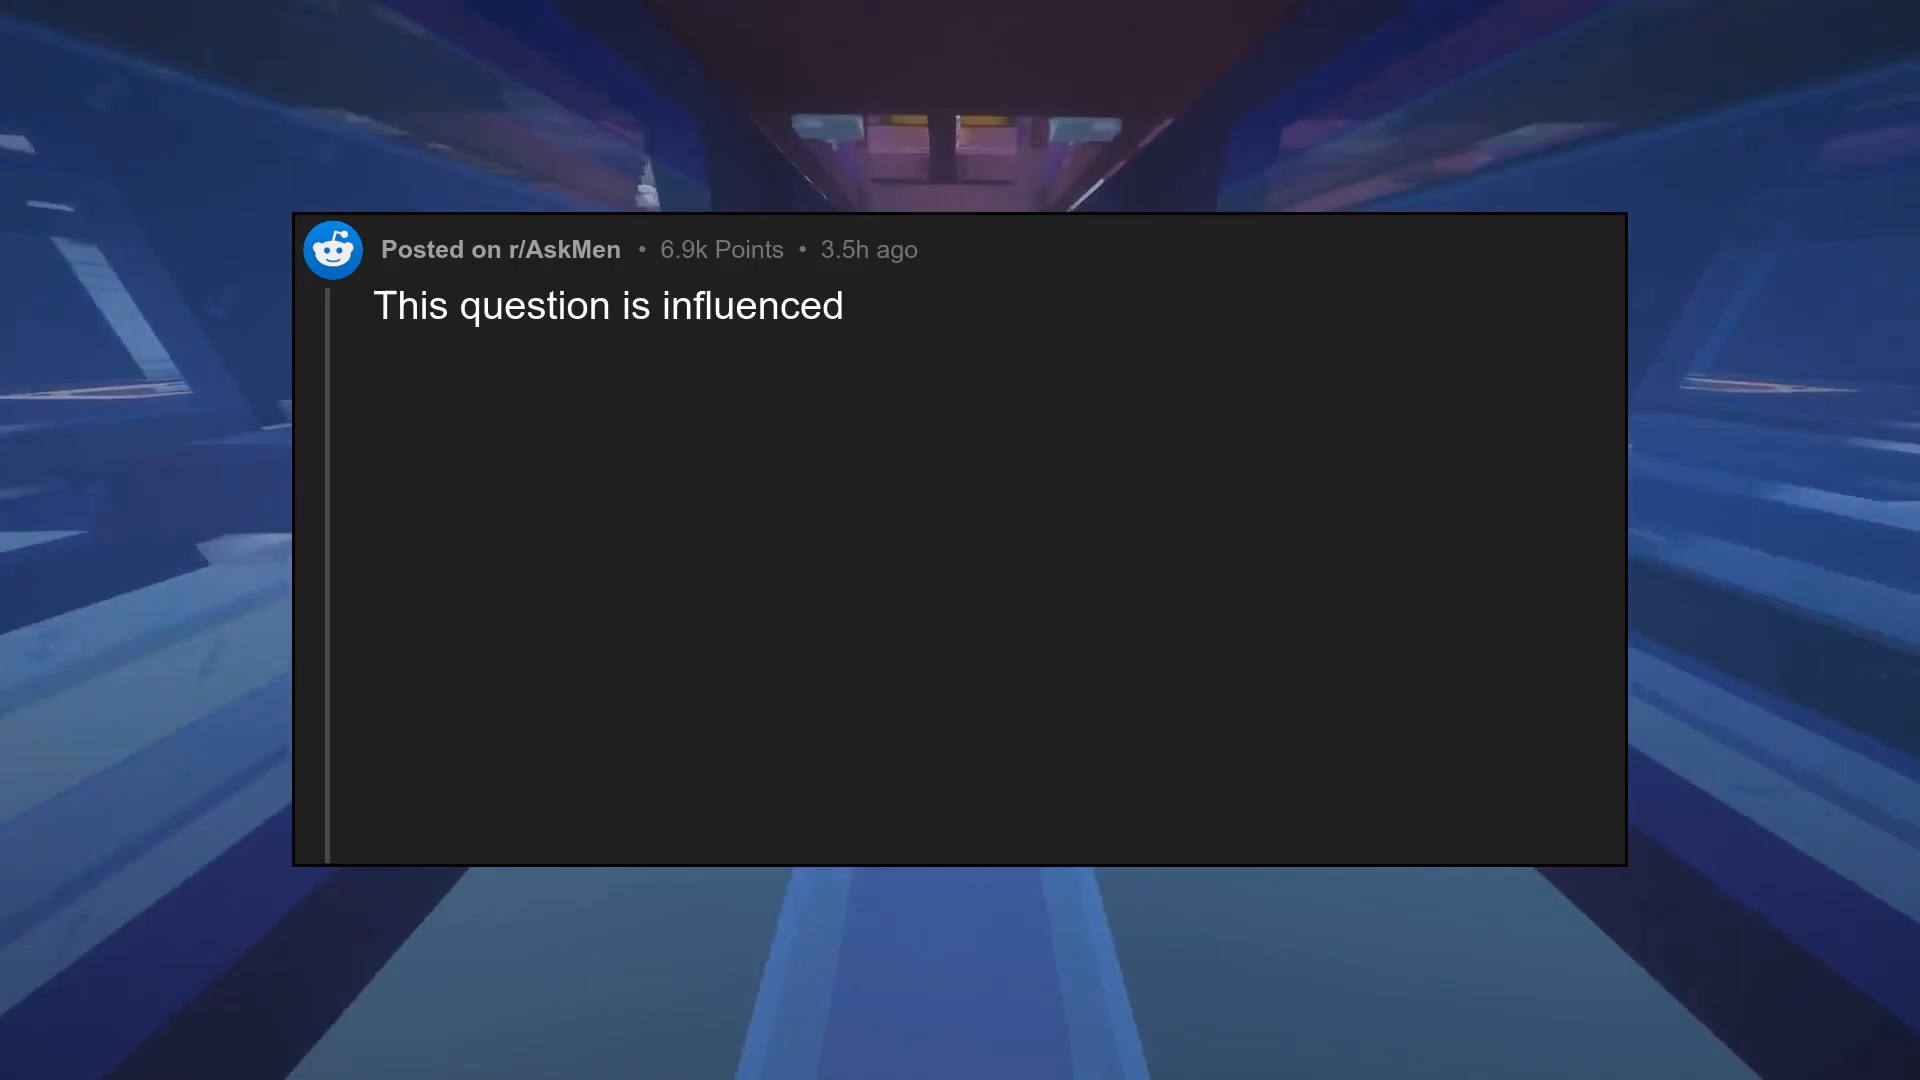 Posted on r/AskMen • 6.9k Points • 3.5h ago
This question is influenced